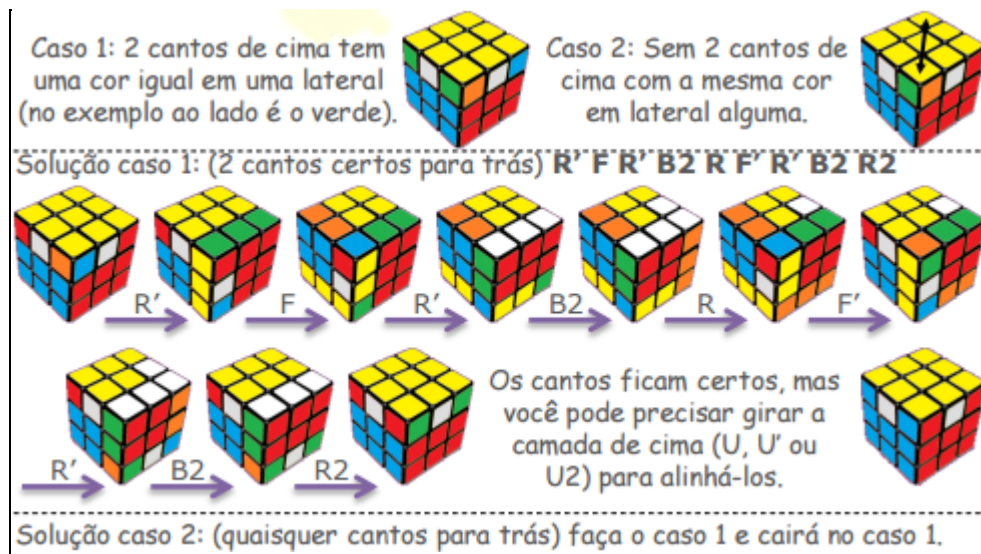 Caso 1: 2 cantos de cima tem
uma cor igual em uma lateral
(no exemplo ao lado é o verde).
Caso 2: Sem 2 cantos de
cima com a mesma cor
em lateral alguma.
Solução caso 1: (2 cantos certos para trás) R’ F R’ B2 R F’ R’ B2 R2
R’ F R’ B2 R F’
R’ B2 R2
Os cantos ficam certos, mas
você pode precisar girar a
camada de cima (U, U’ ou
U2) para alinhá-los.
Solução caso 2: (quaisquer cantos para trás) faça o caso 1 e cairá no caso 1.